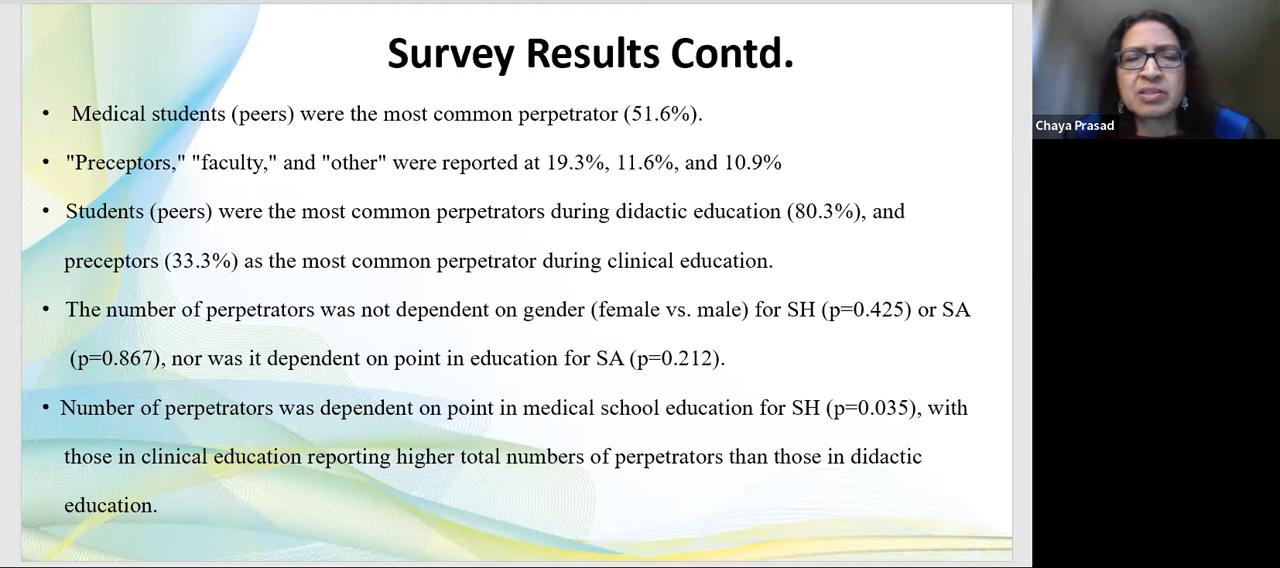 Survey Results Contd.
• Medical students (peers) were the most common perpetrator (51.6%).
• "Preceptors," "faculty," and "other" were reported at 19.3%, 11.6%, and 10.9%
• Students (peers) were the most common perpetrators during didactic education (80.3%), and
preceptors (33.3%) as the most common perpetrator during clinical education.
• The number of perpetrators was not dependent on gender (female vs. male) for SH (p=0.425) or SA
(p=0.867), nor was it dependent on point in education for SA (p=0.212).
• Number of perpetrators was dependent on point in medical school education for SH (p=0.035), with
those in clinical education reporting higher total numbers of perpetrators than those in didactic
education.
Chaya Prasad